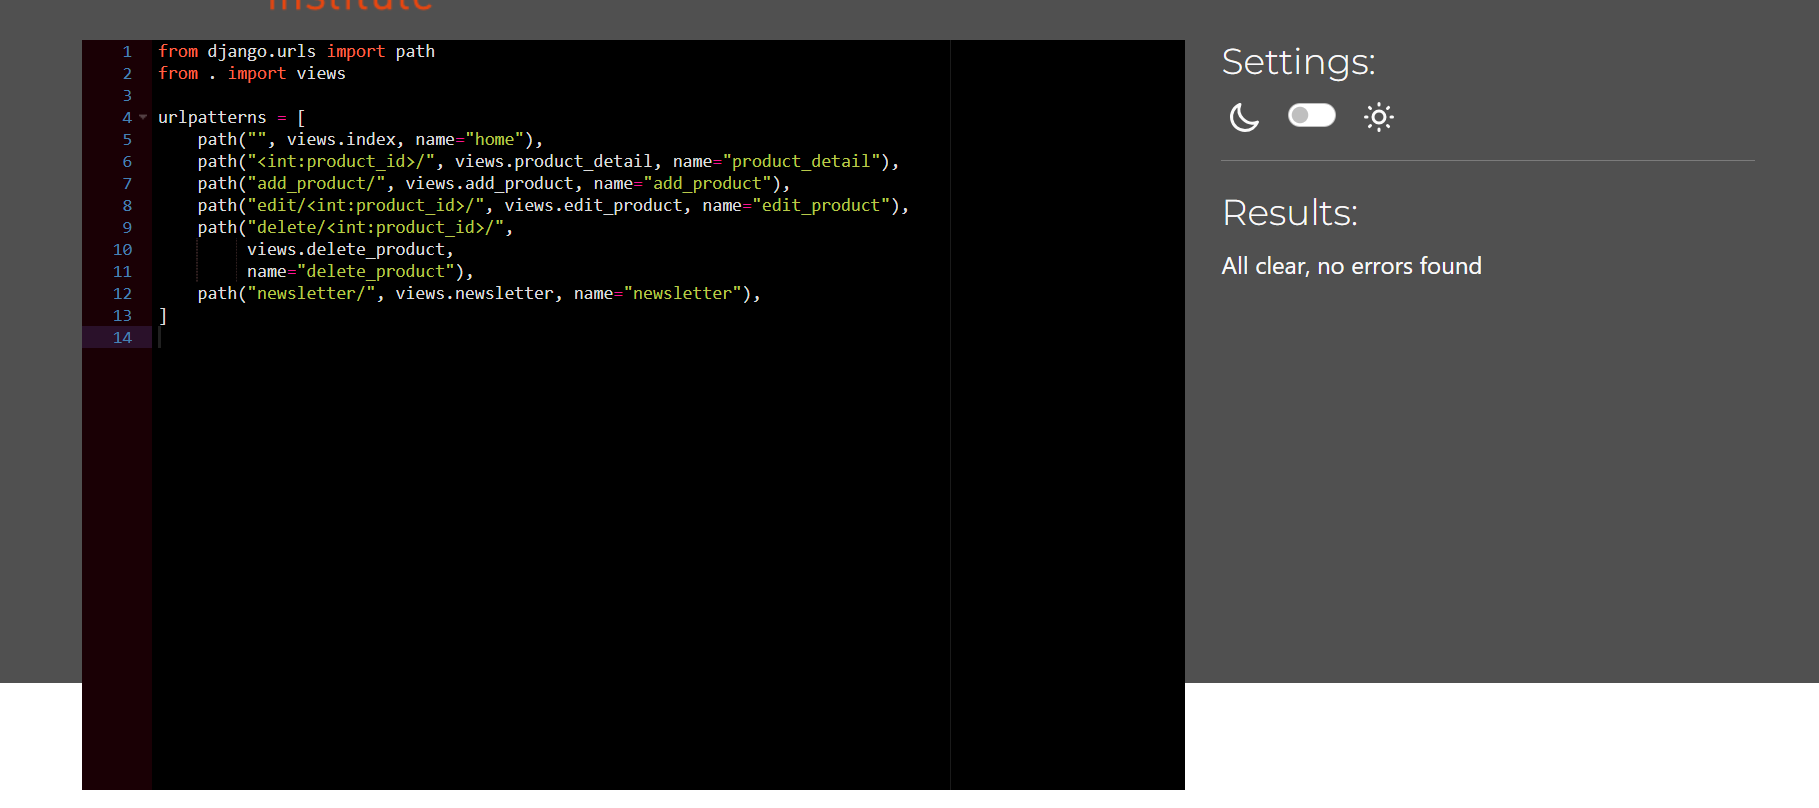 institute
1 from django.urls import path
2 from . import views
3
4 urlpatterns = [
5     path("", views.index, name="home"),
6     path("<int:product_id>/", views.product_detail, name="product_detail"),
7     path("add_product/", views.add_product, name="add_product"),
8     path("edit/<int:product_id>/", views.edit_product, name="edit_product"),
9     path("delete/<int:product_id>/",
10          views.delete_product,
11          name="delete_product"),
12     path("newsletter/", views.newsletter, name="newsletter"),
13 ]
14
Settings:
Results:
All clear, no errors found